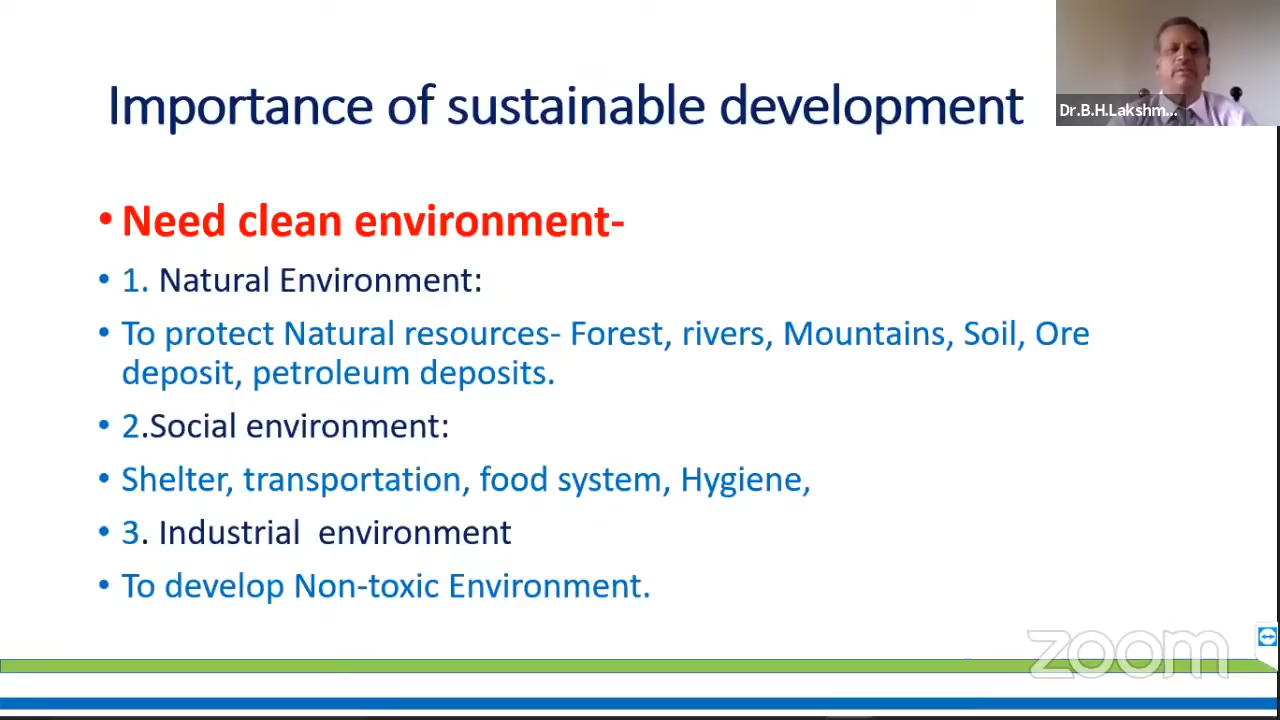 Importance of sustainable development
Dr.B.H.Lakshm...
• Need clean environment-
• 1. Natural Environment:
• To protect Natural resources- Forest, rivers, Mountains, Soil, Ore
deposit, petroleum deposits.
• 2.Social environment:
• Shelter, transportation, food system, Hygiene,
• 3. Industrial  environment
• To develop Non-toxic Environment.
zoom